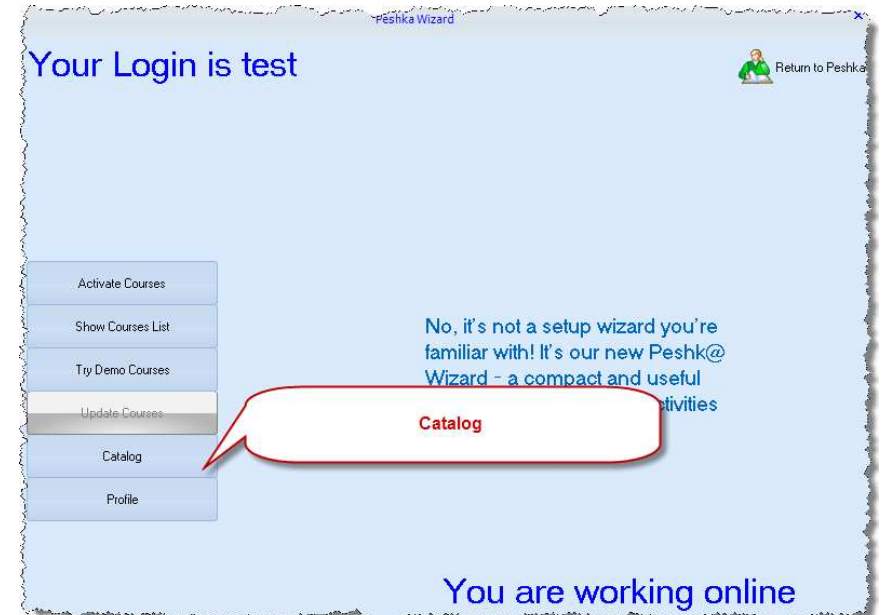 Peshka Wizard
Your Login is test
Return to Peshka
Activate Courses
Show Courses List
Try Demo Courses
Update Courses
Catalog
Profile
No, it's not a setup wizard you're
familiar with! It's our new Peshk@
Wizard - a compact and useful
Catalog
You are working online